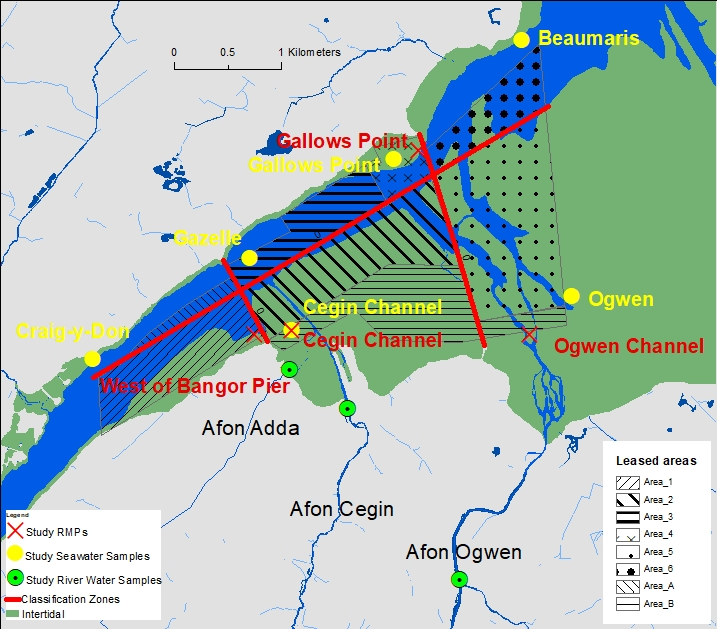 Beaumaris
0 0.5 1 Kilometers
Gallows Point
Gallows Point
Gazelle
Ogwen
Cegin Channel
Craig-y-Don
Cegin Channel
Ogwen Channel
West of Bangor Pier
Afon Adda
Afon Cegin
Afon Ogwen
Legend
Study RMPs
Study Seawater Samples
Study River Water Samples
Classification Zones
Intertidal
Leased areas
Area_1
Area_2
Area_3
Area_4
Area_5
Area_6
Area_A
Area_B